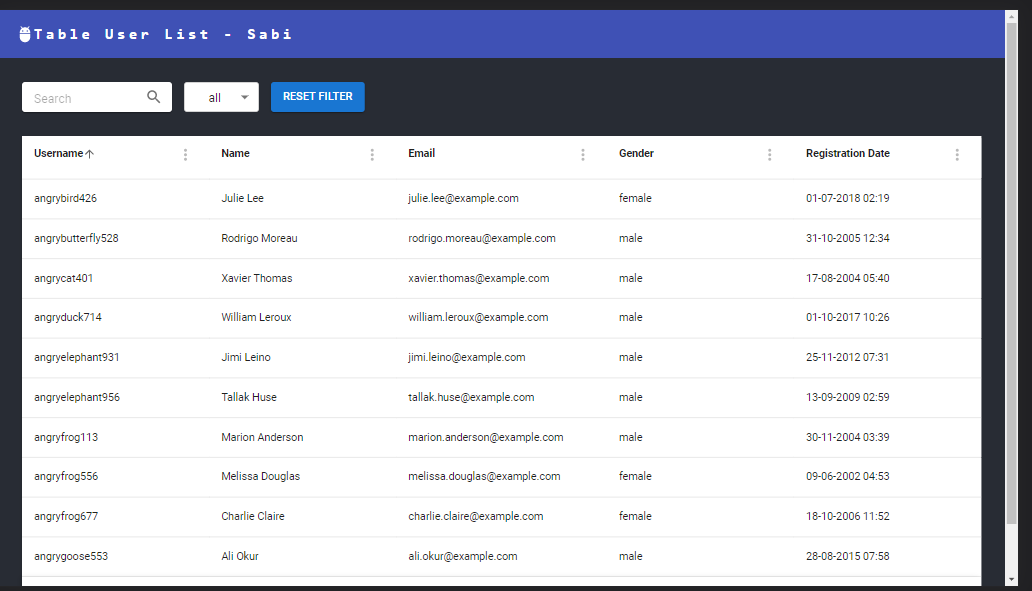 Table User List - Sabi
Search all RESET FILTER
Username Name Email Gender Registration Date
angrybird426 Julie Lee julie.lee@example.com female 01-07-2018 02:19
angrybutterfly528 Rodrigo Moreau rodrigo.moreau@example.com male 31-10-2005 12:34
angrycat401 Xavier Thomas xavier.thomas@example.com male 17-08-2004 05:40
angryduck714 William Leroux william.leroux@example.com male 01-10-2017 10:26
angryelephant931 Jimi Leino jimi.leino@example.com male 25-11-2012 07:31
angryelephant956 Tallak Huse tallak.huse@example.com male 13-09-2009 02:59
angryfrog113 Marion Anderson marion.anderson@example.com male 30-11-2004 03:39
angryfrog556 Melissa Douglas melissa.douglas@example.com female 09-06-2002 04:53
angryfrog677 Charlie Claire charlie.claire@example.com female 18-10-2006 11:52
angrygoose553 Ali Okur ali.okur@example.com male 28-08-2015 07:58